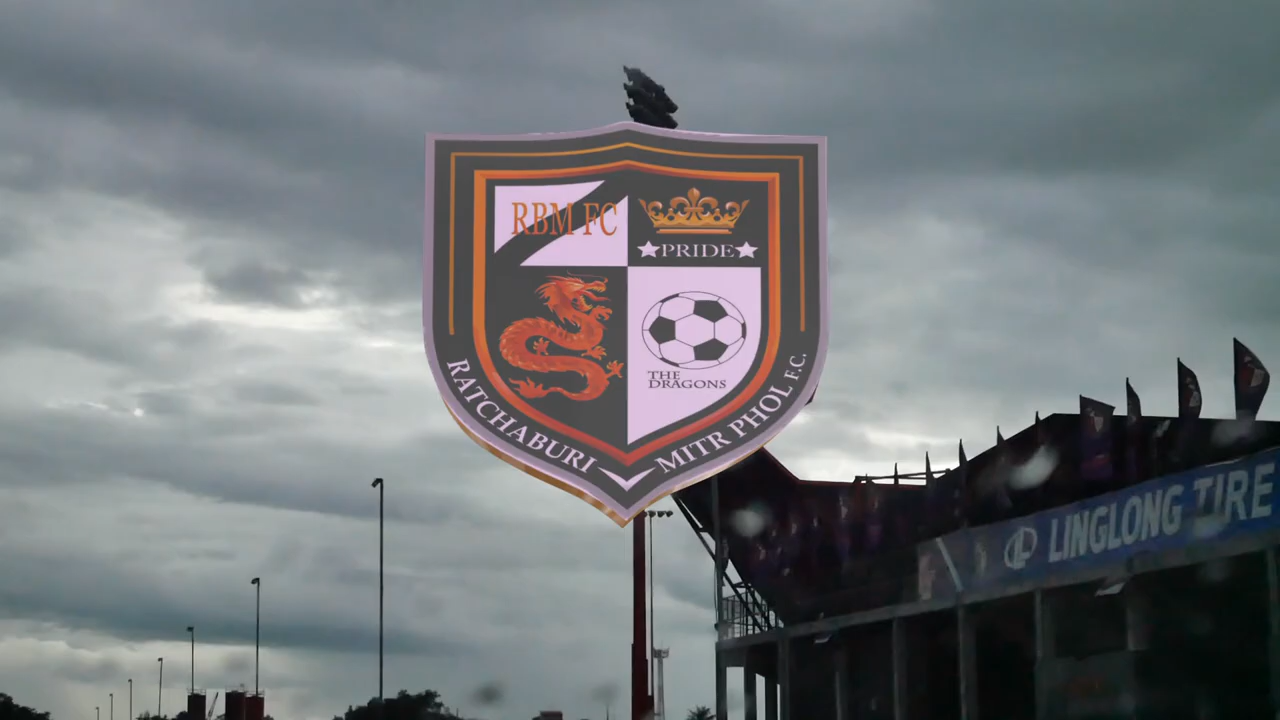 RBM FC
PRIDE
THE
DRAGONS
RATCHABURI MITR PHOL F.C.
LINGLONG TIRE